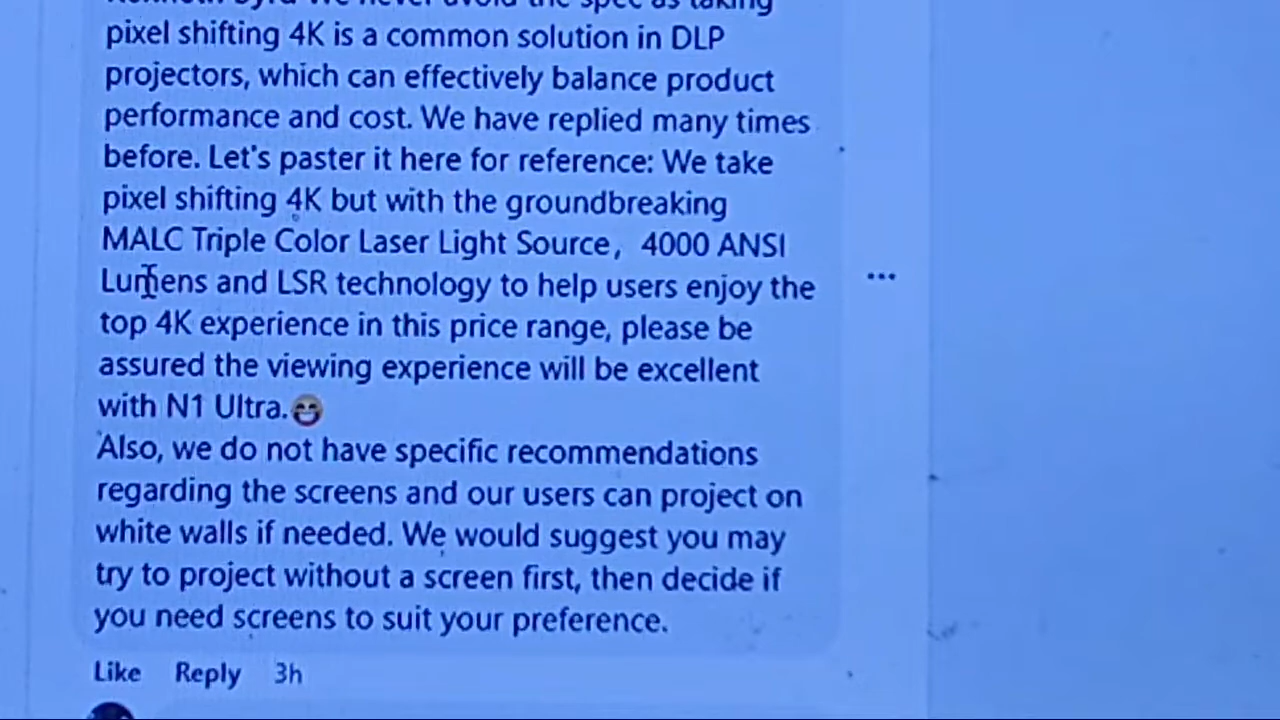 pixel shifting 4K is a common solution in DLP
projectors, which can effectively balance product
performance and cost. We have replied many times
before. Let's paster it here for reference: We take
pixel shifting 4K but with the groundbreaking
MALC Triple Color Laser Light Source, 4000 ANSI
Lumens and LSR technology to help users enjoy the
top 4K experience in this price range, please be
assured the viewing experience will be excellent
with N1 Ultra.😁
Also, we do not have specific recommendations
regarding the screens and our users can project on
white walls if needed. We would suggest you may
try to project without a screen first, then decide if
you need screens to suit your preference.
Like Reply 3h